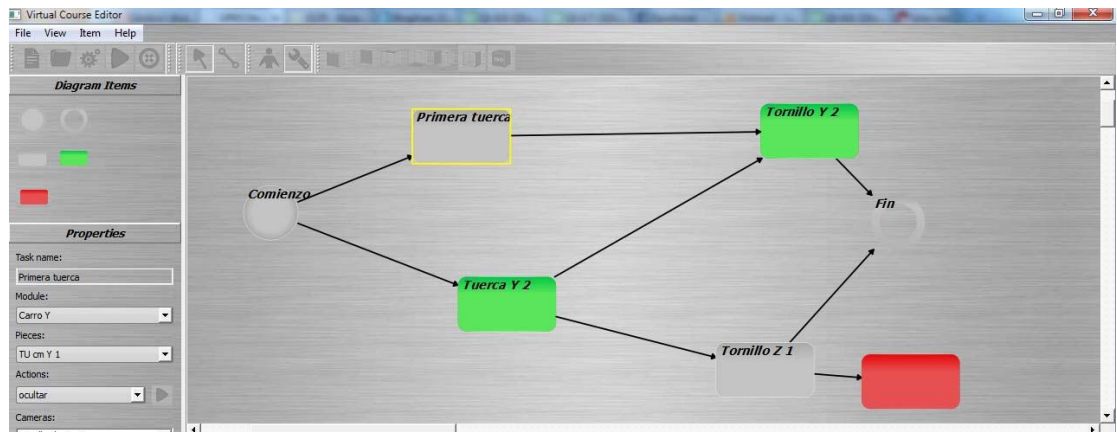 Virtual Course Editor
File View Item Help
Diagram Items
Properties
Task name:
Primera tuerca
Module:
Carro Y
Pieces:
TU cm Y 1
Actions:
ocultar
Cameras:
Primera tuerca
Tornillo Y 2
Comienzo
Fin
Tuerca Y 2
Tornillo Z 1